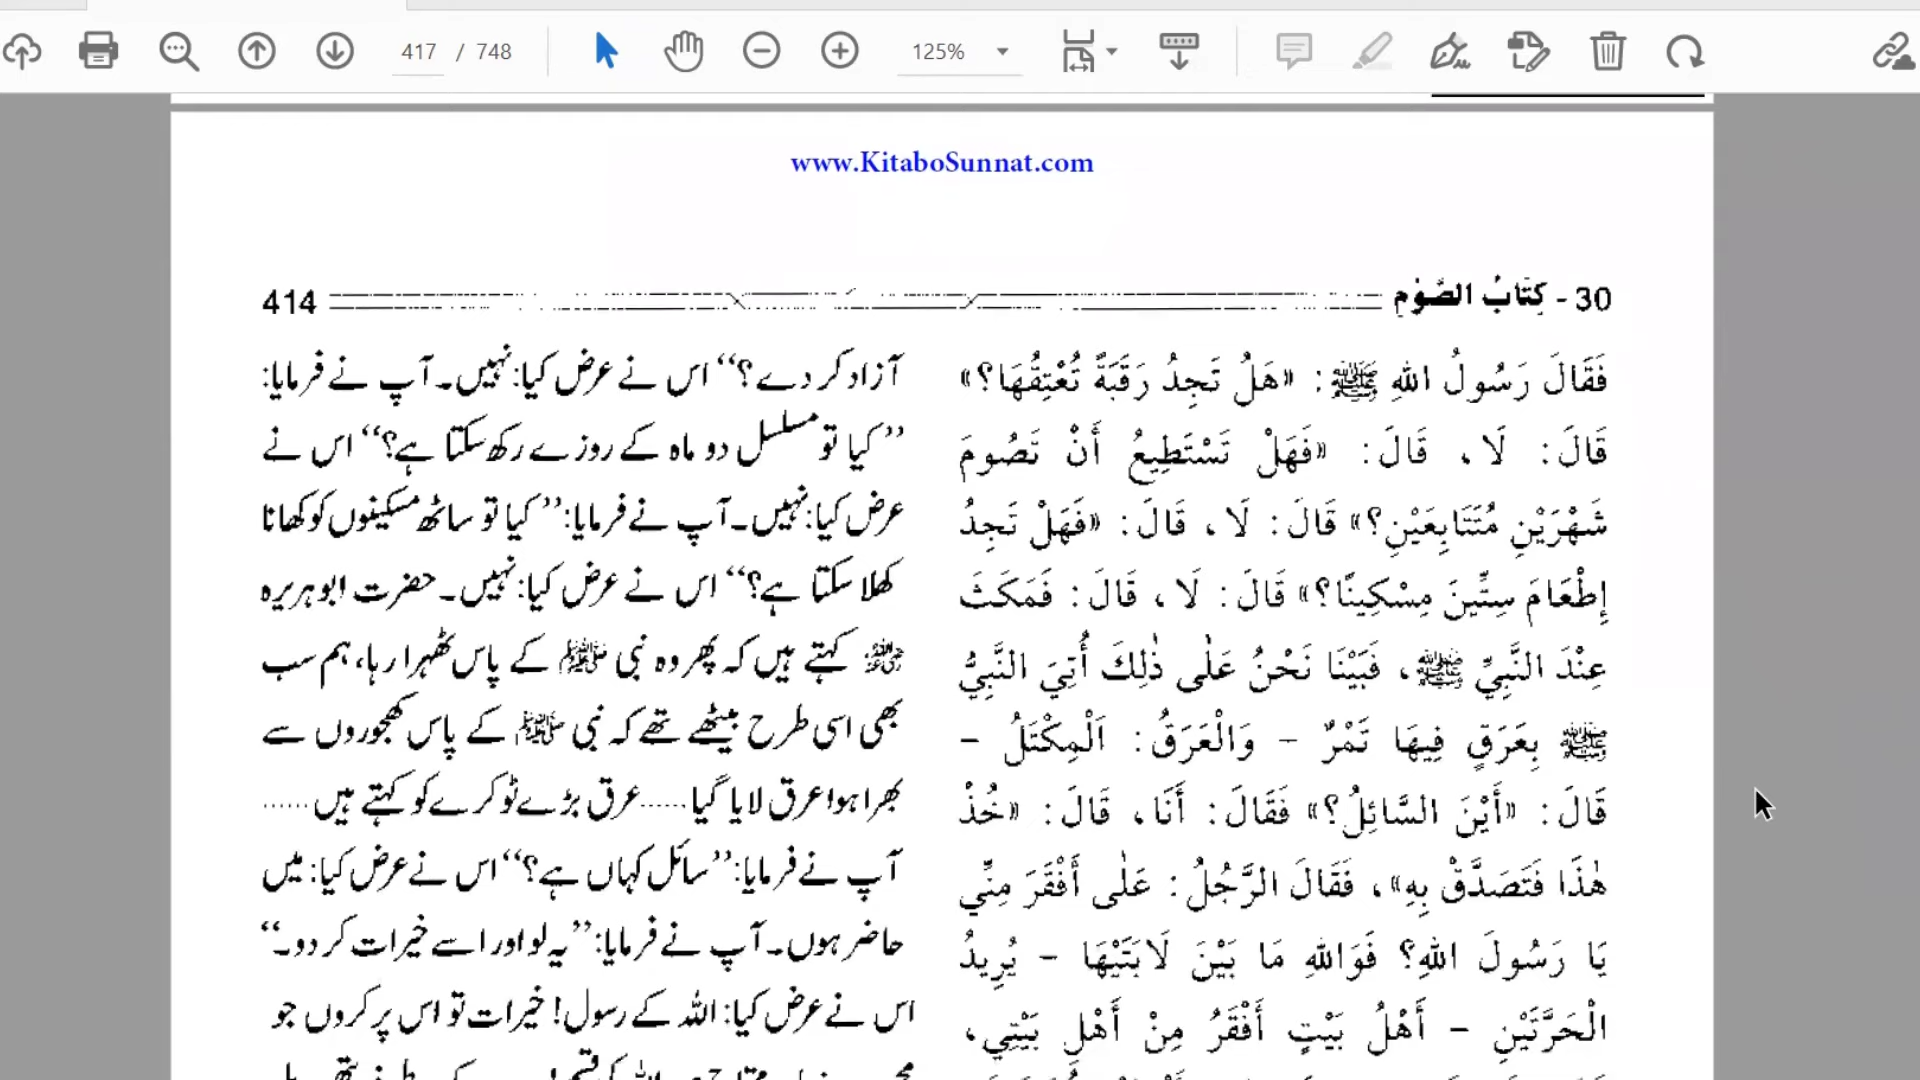 417 / 748
125%
www.KitaboSunnat.com
30 - كِتَابُ الصَّوْمِ
414
فَقَالَ رَسُولُ اللهِ ﷺ: «هَلْ تَجِدُ رَقَبَةً تُعْتِقُهَا؟»
قَالَ: لَا، قَالَ: «فَهَلْ تَسْتَطِيعُ أَنْ تَصُومَ
شَهْرَيْنِ مُتَتَابِعَيْنِ؟» قَالَ: لَا، قَالَ: «فَهَلْ تَجِدُ
إِطْعَامَ سِتِّينَ مِسْكِينًا؟» قَالَ: لَا، قَالَ: فَمَكَثَ
عِنْدَ النَّبِيِّ ﷺ، فَبَيْنَا نَحْنُ عَلٰى ذٰلِكَ أُتِيَ النَّبِيُّ
ﷺ بِعَرَقٍ فِيهَا تَمْرٌ - وَالْعَرَقُ: اَلْمِكْتَلُ -
قَالَ: «أَيْنَ السَّائِلُ؟» فَقَالَ: أَنَا، قَالَ: «خُذْ
هٰذَا فَتَصَدَّقْ بِهِ»، فَقَالَ الرَّجُلُ: عَلٰى أَفْقَرَ مِنِّي
يَا رَسُولَ اللهِ؟ فَوَاللهِ مَا بَيْنَ لَابَتَيْهَا - يُرِيدُ
الْحَرَّتَيْنِ - أَهْلُ بَيْتٍ أَفْقَرُ مِنْ أَهْلِ بَيْتِي،
آزاد کر دے؟“ اس نے عرض کیا: نہیں۔ آپ نے فرمایا:
”کیا تو مسلسل دو ماہ کے روزے رکھ سکتا ہے؟“ اس نے
عرض کیا: نہیں۔ آپ نے فرمایا: ”کیا تو ساٹھ مسکینوں کو کھانا
کھلا سکتا ہے؟“ اس نے عرض کیا: نہیں۔ حضرت ابو ہریرہ
ؓ کہتے ہیں کہ پھر وہ نبی ﷺ کے پاس ٹھہرا رہا، ہم سب
بھی اسی طرح بیٹھے تھے کہ نبی ﷺ کے پاس کھجوروں سے
بھرا ہوا عرق لایا گیا...... عرق بڑے ٹوکرے کو کہتے ہیں ......
آپ نے فرمایا: ”سائل کہاں ہے؟“ اس نے عرض کیا: میں
حاضر ہوں۔ آپ نے فرمایا: ”یہ لو اور اسے خیرات کر دو۔“
اس نے عرض کیا: اللہ کے رسول! خیرات تو اس پر کروں جو